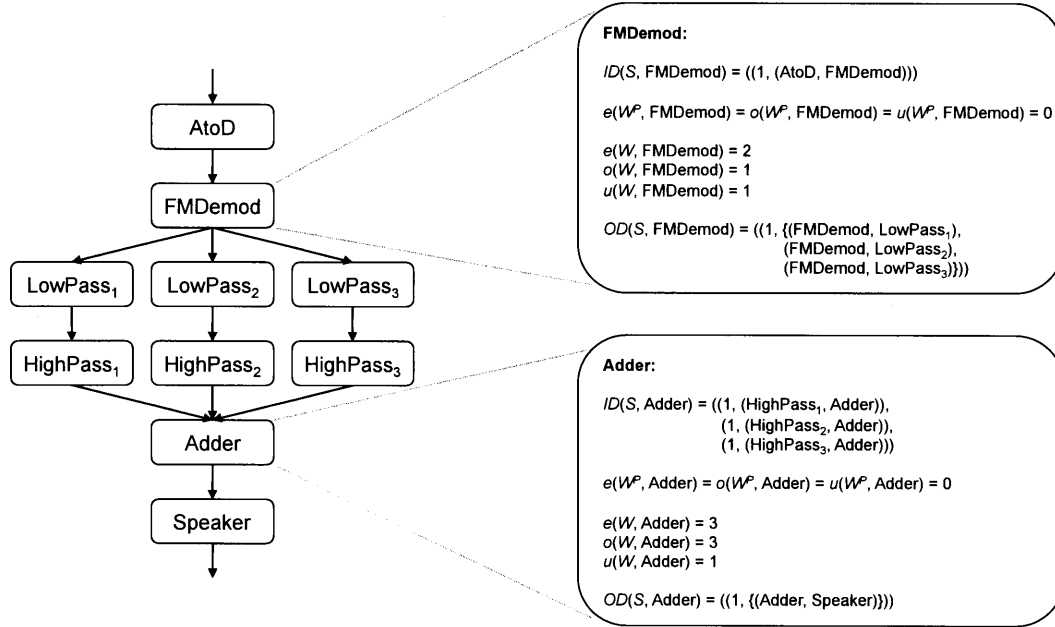 AtoD
FMDemod
LowPass₁ LowPass₂ LowPass₃
HighPass₁ HighPass₂ HighPass₃
Adder
Speaker
FMDemod:
ID(S, FMDemod) = ((1, (AtoD, FMDemod)))
e(Wᴾ, FMDemod) = o(Wᴾ, FMDemod) = u(Wᴾ, FMDemod) = 0
e(W, FMDemod) = 2
o(W, FMDemod) = 1
u(W, FMDemod) = 1
OD(S, FMDemod) = ((1, {(FMDemod, LowPass₁),
(FMDemod, LowPass₂),
(FMDemod, LowPass₃)}))
Adder:
ID(S, Adder) = ((1, (HighPass₁, Adder)),
(1, (HighPass₂, Adder)),
(1, (HighPass₃, Adder)))
e(Wᴾ, Adder) = o(Wᴾ, Adder) = u(Wᴾ, Adder) = 0
e(W, Adder) = 3
o(W, Adder) = 3
u(W, Adder) = 1
OD(S, Adder) = ((1, {(Adder, Speaker)}))